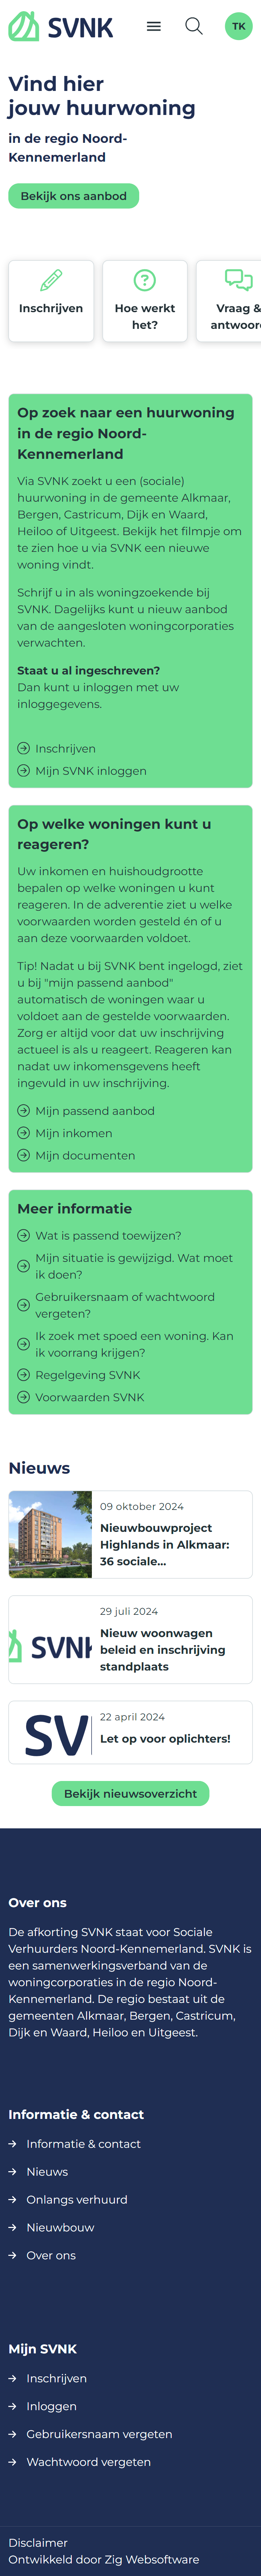 SVNK
TK
Vind hier
jouw huurwoning
in de regio Noord-
Kennemerland
Bekijk ons aanbod
Inschrijven
Hoe werkt
het?
Vraag &
antwoord
Op zoek naar een huurwoning
in de regio Noord-
Kennemerland
Via SVNK zoekt u een (sociale)
huurwoning in de gemeente Alkmaar,
Bergen, Castricum, Dijk en Waard,
Heiloo of Uitgeest. Bekijk het filmpje om
te zien hoe u via SVNK een nieuwe
woning vindt.
Schrijf u in als woningzoekende bij
SVNK. Dagelijks kunt u nieuw aanbod
van de aangesloten woningcorporaties
verwachten.
Staat u al ingeschreven?
Dan kunt u inloggen met uw
inloggegevens.
Inschrijven
Mijn SVNK inloggen
Op welke woningen kunt u
reageren?
Uw inkomen en huishoudgrootte
bepalen op welke woningen u kunt
reageren. In de advertentie ziet u welke
voorwaarden worden gesteld én of u
aan deze voorwaarden voldoet.
Tip! Nadat u bij SVNK bent ingelogd, ziet
u bij "mijn passend aanbod"
automatisch de woningen waar u
voldoet aan de gestelde voorwaarden.
Zorg er altijd voor dat uw inschrijving
actueel is als u reageert. Reageren kan
nadat uw inkomensgevens heeft
ingevuld in uw inschrijving.
Mijn passend aanbod
Mijn inkomen
Mijn documenten
Meer informatie
Wat is passend toewijzen?
Mijn situatie is gewijzigd. Wat moet
ik doen?
Gebruikersnaam of wachtwoord
vergeten?
Ik zoek met spoed een woning. Kan
ik voorrang krijgen?
Regelgeving SVNK
Voorwaarden SVNK
Nieuws
09 oktober 2024
Nieuwbouwproject
Highlands in Alkmaar:
36 sociale...
SVNK
29 juli 2024
Nieuw woonwagen
beleid en inschrijving
standplaats
SV
22 april 2024
Let op voor oplichters!
Bekijk nieuwsoverzicht
Over ons
De afkorting SVNK staat voor Sociale
Verhuurders Noord-Kennemerland. SVNK is
een samenwerkingsverband van de
woningcorporaties in de regio Noord-
Kennemerland. De regio bestaat uit de
gemeenten Alkmaar, Bergen, Castricum,
Dijk en Waard, Heiloo en Uitgeest.
Informatie & contact
Informatie & contact
Nieuws
Onlangs verhuurd
Nieuwbouw
Over ons
Mijn SVNK
Inschrijven
Inloggen
Gebruikersnaam vergeten
Wachtwoord vergeten
Disclaimer
Ontwikkeld door Zig Websoftware